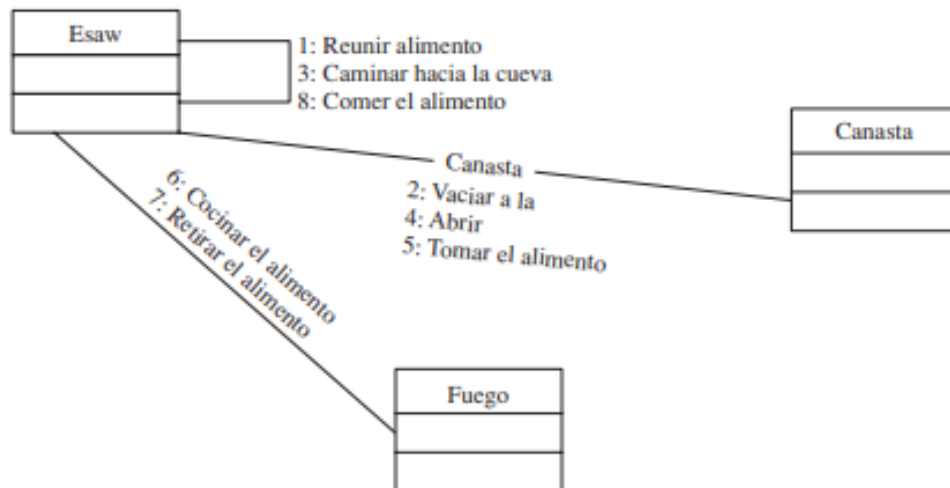 Esaw
1: Reunir alimento
3: Caminar hacia la cueva
8: Comer el alimento
Canasta
Canasta
2: Vaciar a la
4: Abrir
5: Tomar el alimento
6: Cocinar el alimento
7: Retirar el alimento
Fuego